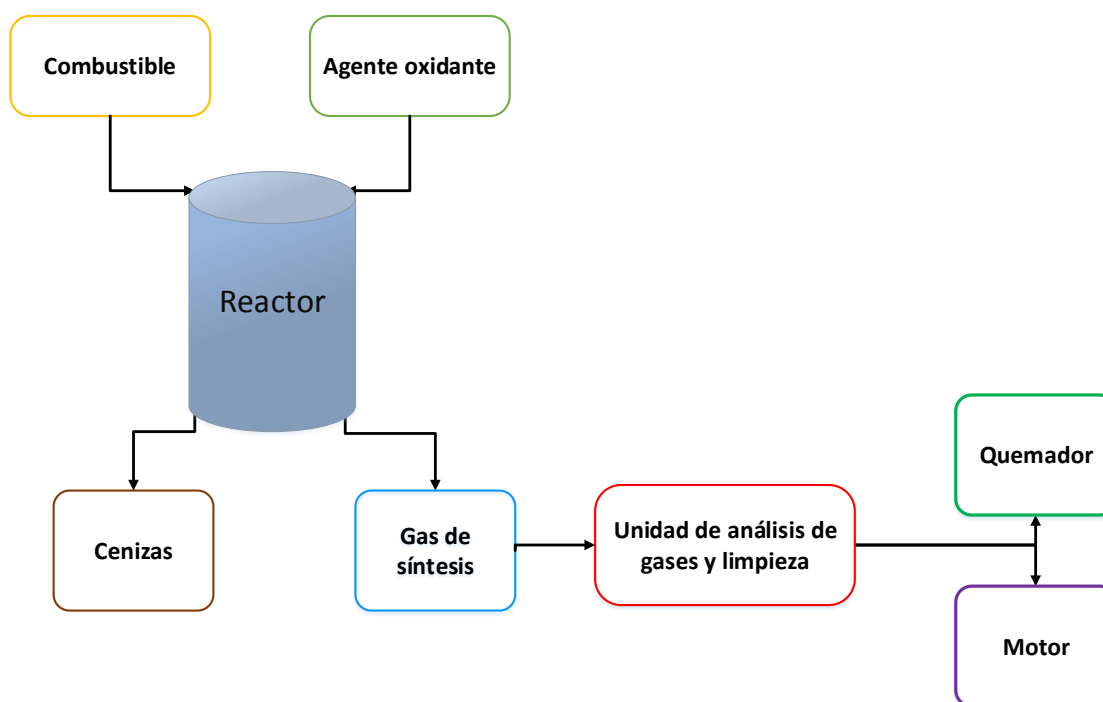 Combustible
Agente oxidante
Reactor
Cenizas
Gas de
síntesis
Unidad de análisis de
gases y limpieza
Quemador
Motor